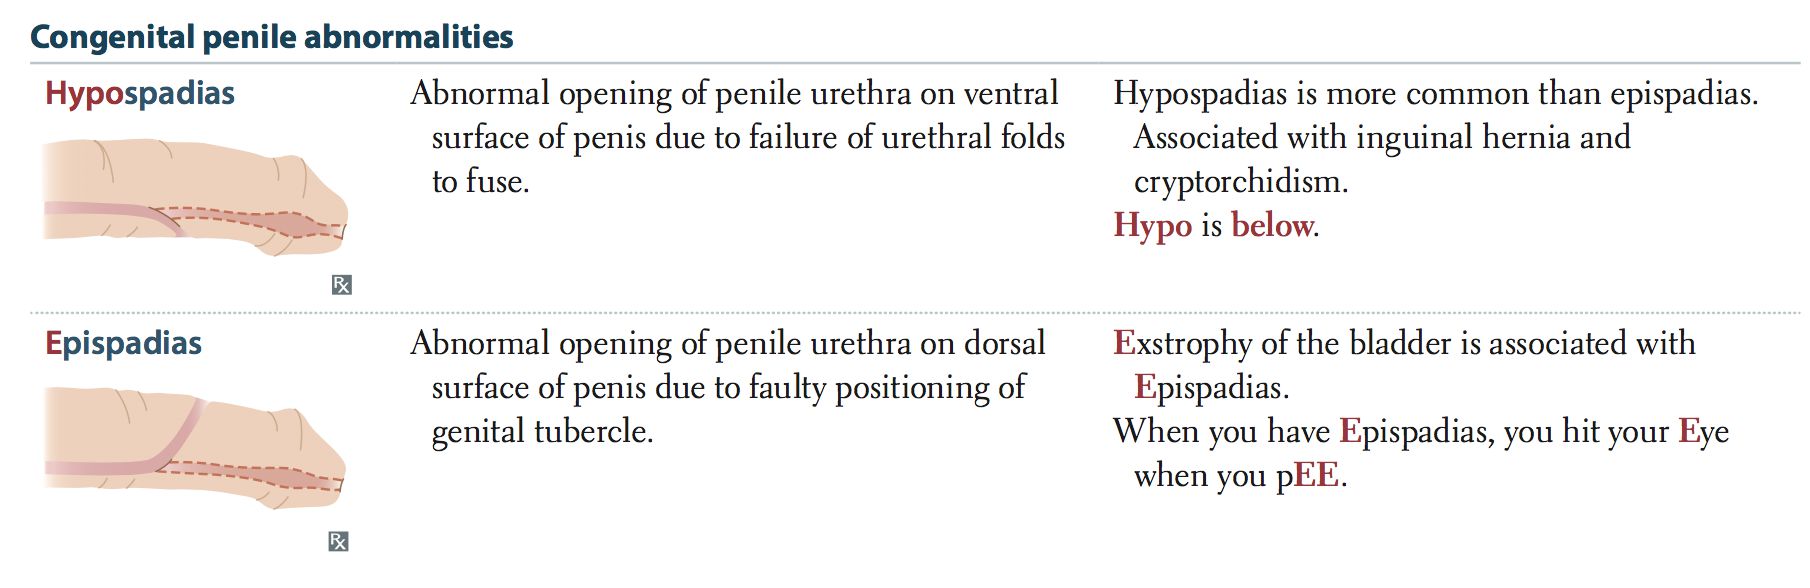 Congenital penile abnormalities
Hypospadias
Abnormal opening of penile urethra on ventral
surface of penis due to failure of urethral folds
to fuse.
Hypospadias is more common than epispadias.
Associated with inguinal hernia and
cryptorchidism.
Hypo is below.
Rx
Epispadias
Abnormal opening of penile urethra on dorsal
surface of penis due to faulty positioning of
genital tubercle.
Exstrophy of the bladder is associated with
Epispadias.
When you have Epispadias, you hit your Eye
when you pEE.
Rx